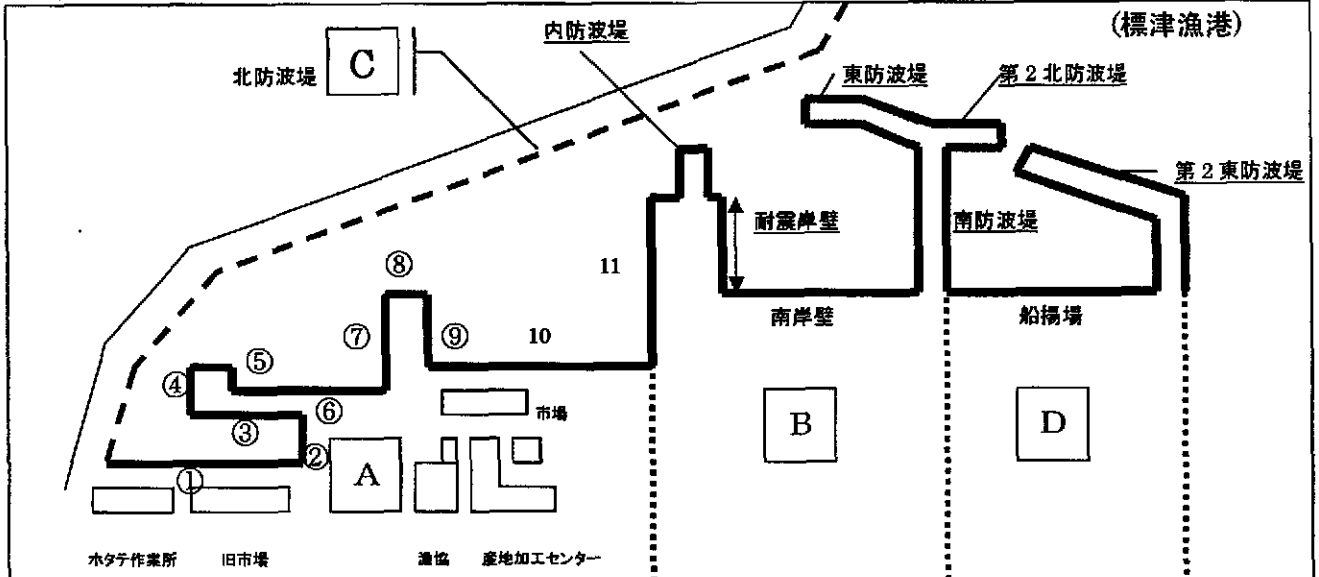 (標津漁港)
内防波堤
北防波堤 C
東防波堤
第2北防波堤
第2東防波堤
耐震岸壁
南防波堤
⑧
11
南岸壁
船揚場
⑦
⑨
10
⑤
④
⑥
市場
③
B
D
②
A
①
ホタテ作業所
旧市場
漁協
産地加工センター